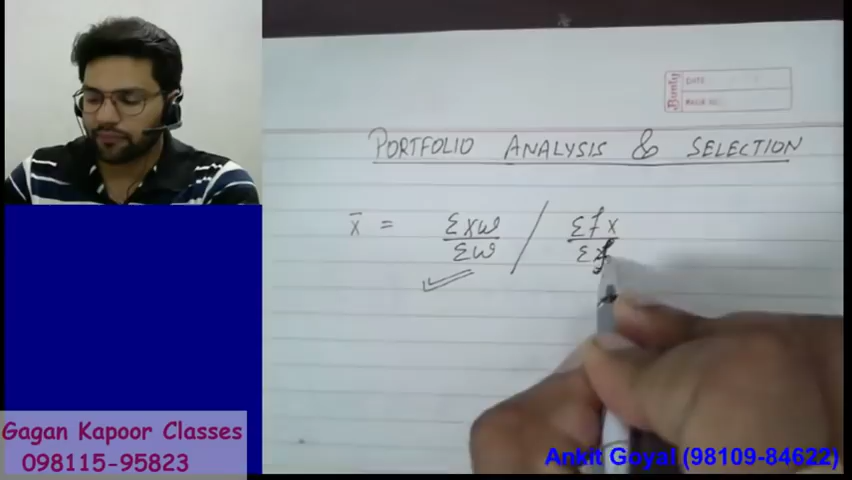 Bunty
DATE
PAGE NO.
PORTFOLIO ANALYSIS & SELECTION
x̄ = Σxw / Σfx
Σw Σf
Gagan Kapoor Classes
098115-95823
Ankit Goyal (98109-84622)